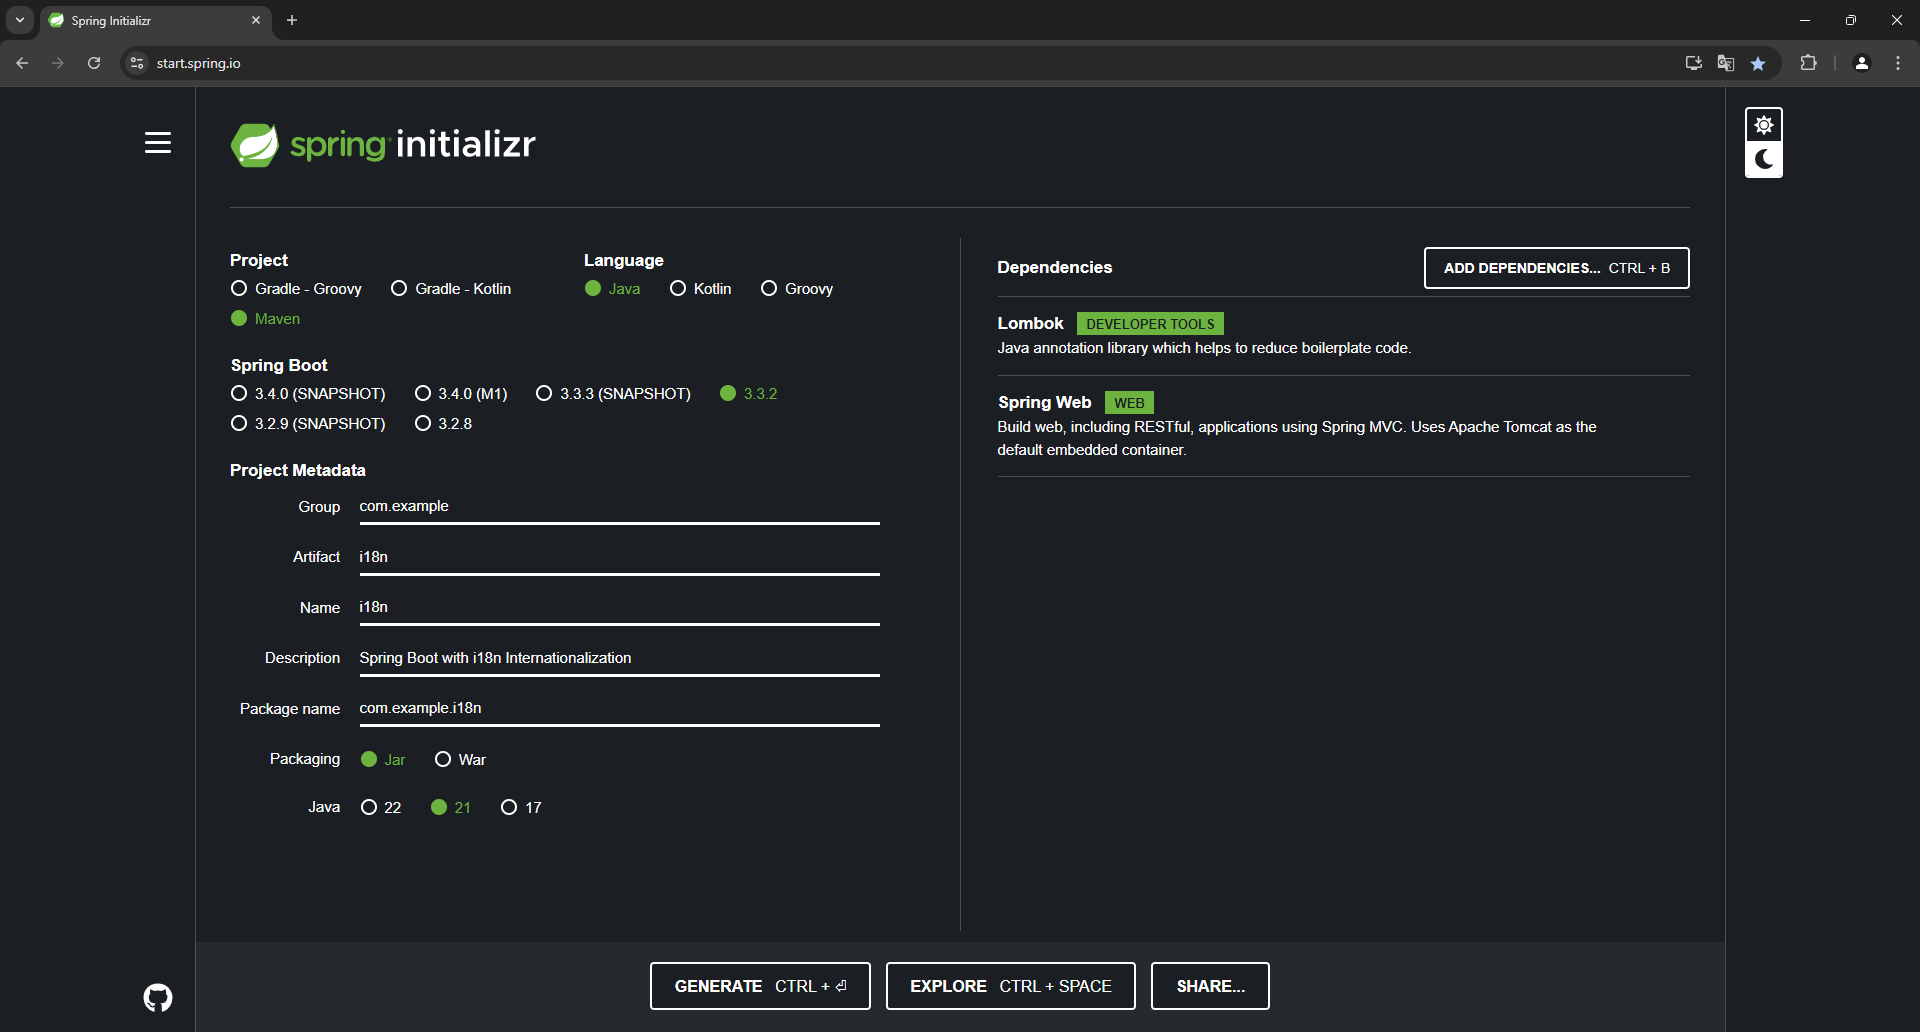 Spring Initializr
start.spring.io
spring initializr
Project
Gradle - Groovy Gradle - Kotlin
Maven
Language
Java Kotlin Groovy
Spring Boot
3.4.0 (SNAPSHOT) 3.4.0 (M1) 3.3.3 (SNAPSHOT) 3.3.2
3.2.9 (SNAPSHOT) 3.2.8
Project Metadata
Group com.example
Artifact i18n
Name i18n
Description Spring Boot with i18n Internationalization
Package name com.example.i18n
Packaging Jar War
Java 22 21 17
Dependencies ADD DEPENDENCIES... CTRL + B
Lombok DEVELOPER TOOLS
Java annotation library which helps to reduce boilerplate code.
Spring Web WEB
Build web, including RESTful, applications using Spring MVC. Uses Apache Tomcat as the
default embedded container.
GENERATE CTRL + ⏎ EXPLORE CTRL + SPACE SHARE...